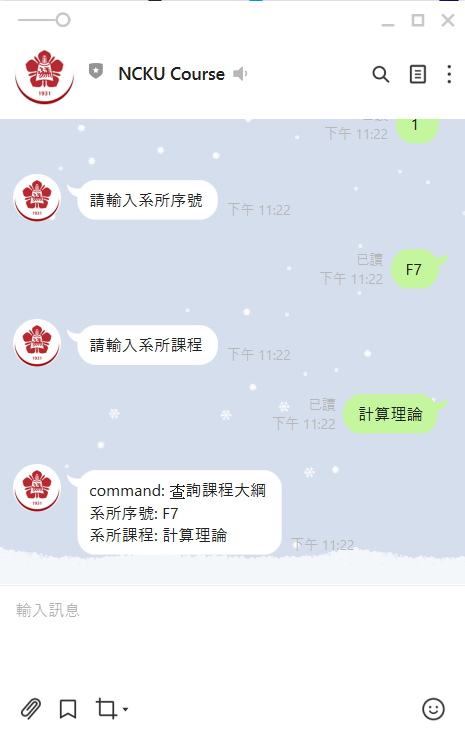 NCKU Course
已讀
下午 11:22
1
請輸入系所序號
下午 11:22
已讀
下午 11:22
F7
請輸入系所課程
下午 11:22
已讀
下午 11:22
計算理論
command: 查詢課程大綱
系所序號: F7
系所課程: 計算理論
下午 11:22
輸入訊息
1931
1931
1931
1931